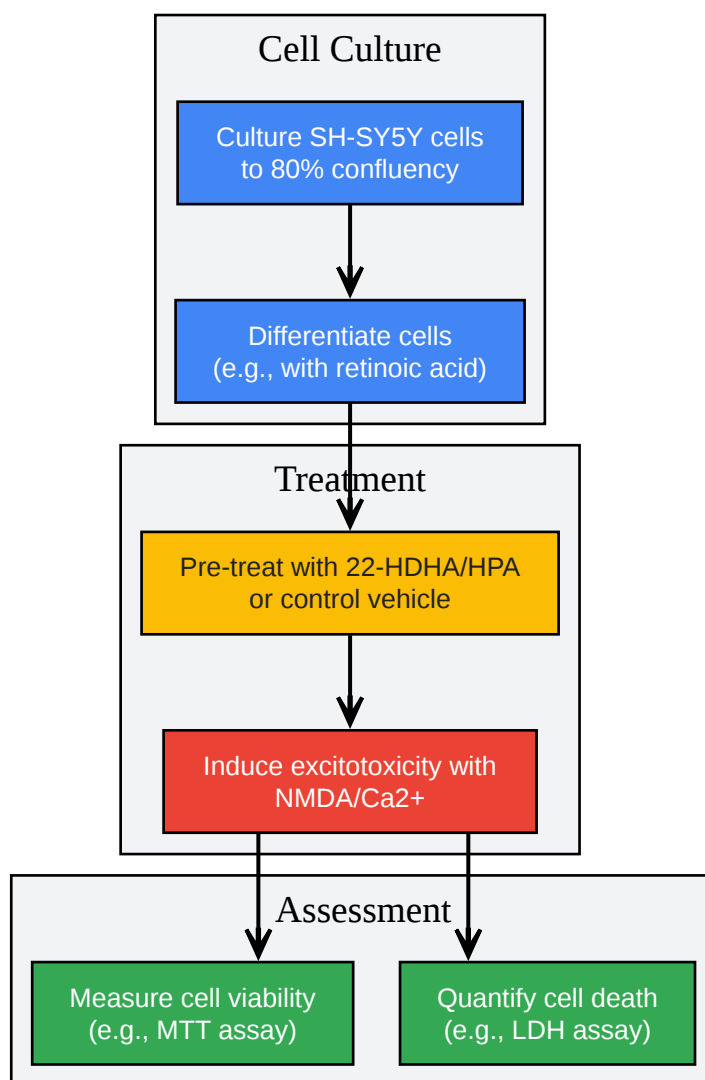 Cell Culture
Culture SH-SY5Y cells
to 80% confluency
Differentiate cells
(e.g., with retinoic acid)
Treatment
Pre-treat with 22-HDHA/HPA
or control vehicle
Induce excitotoxicity with
NMDA/Ca2+
Assessment
Measure cell viability
(e.g., MTT assay)
Quantify cell death
(e.g., LDH assay)